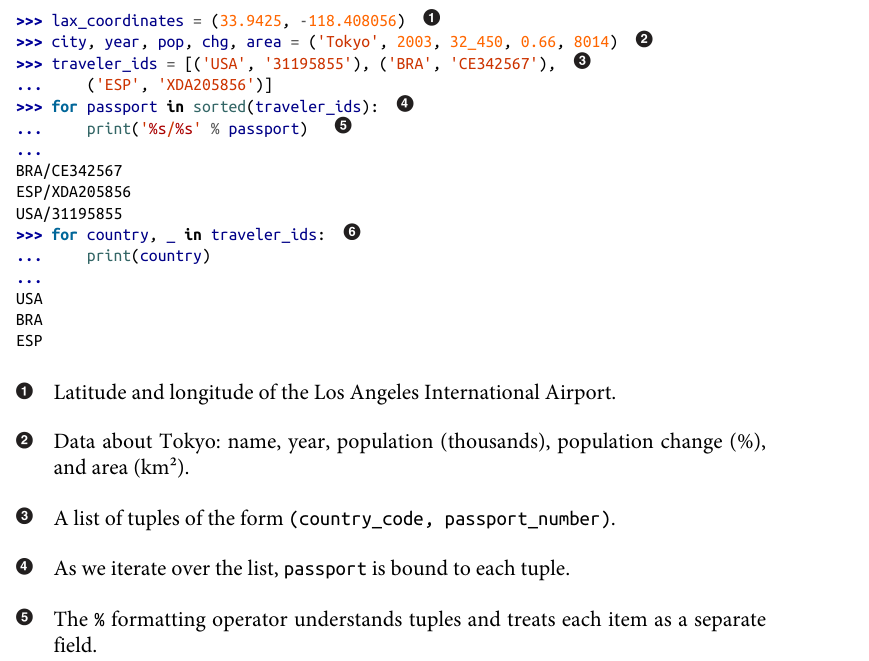 >>> lax_coordinates = (33.9425, -118.408056) ❶
>>> city, year, pop, chg, area = ('Tokyo', 2003, 32_450, 0.66, 8014) ❷
>>> traveler_ids = [('USA', '31195855'), ('BRA', 'CE342567'), ❸
...     ('ESP', 'XDA205856')]
>>> for passport in sorted(traveler_ids): ❹
...     print('%s/%s' % passport) ❺
...
BRA/CE342567
ESP/XDA205856
USA/31195855
>>> for country, _ in traveler_ids: ❻
...     print(country)
...
USA
BRA
ESP
❶ Latitude and longitude of the Los Angeles International Airport.
❷ Data about Tokyo: name, year, population (thousands), population change (%),
and area (km²).
❸ A list of tuples of the form (country_code, passport_number).
❹ As we iterate over the list, passport is bound to each tuple.
❺ The % formatting operator understands tuples and treats each item as a separate
field.